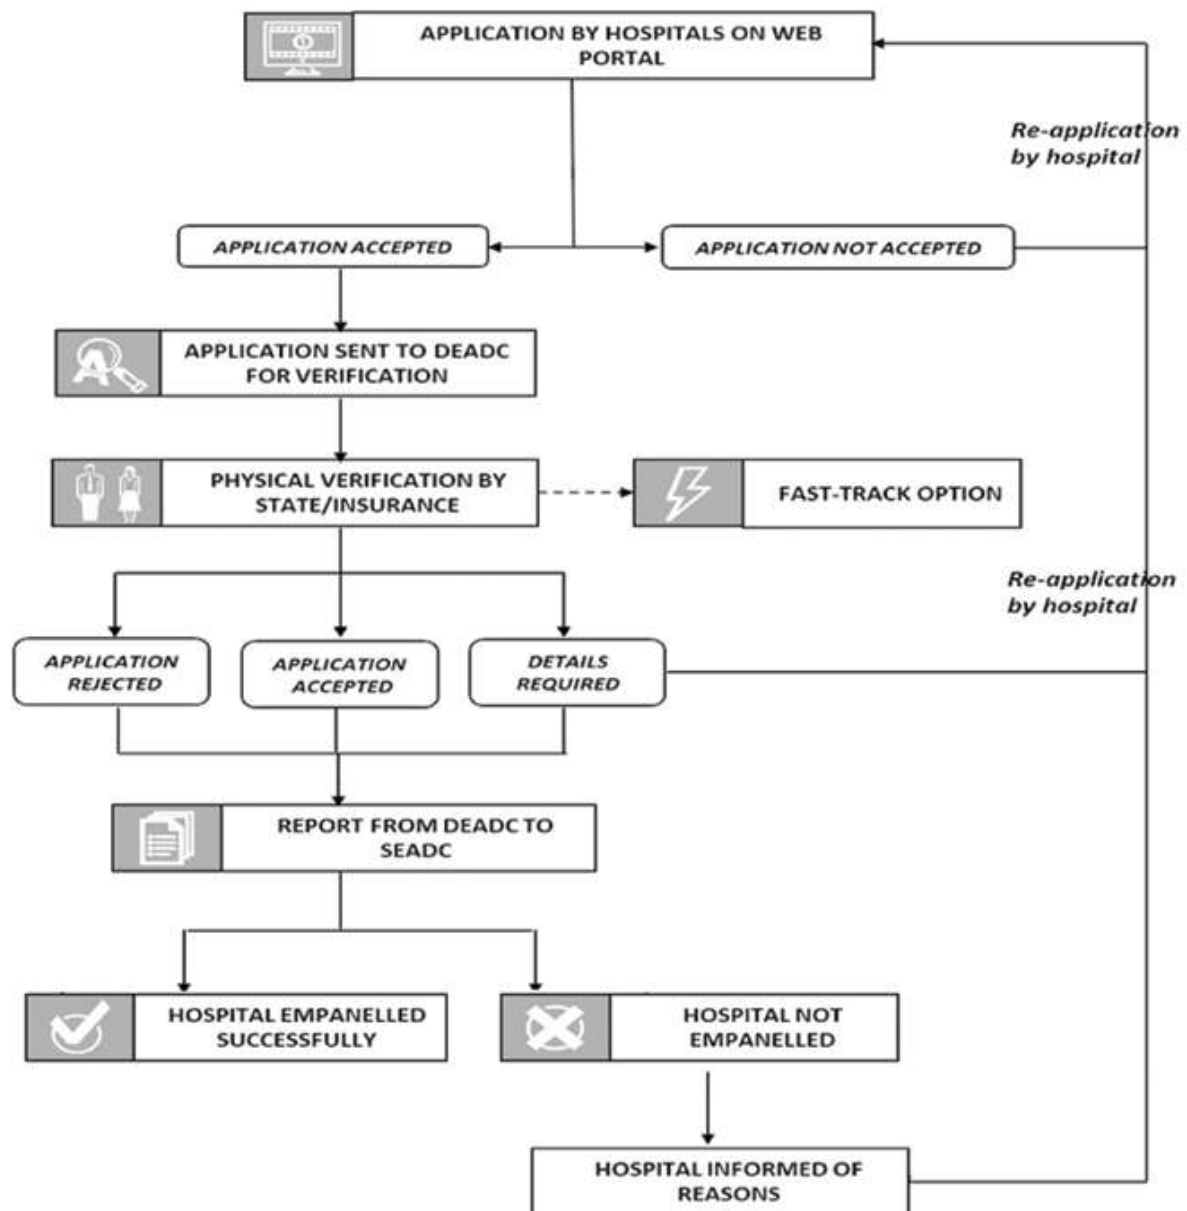 APPLICATION BY HOSPITALS ON WEB
PORTAL
Re-application
by hospital
APPLICATION ACCEPTED
APPLICATION NOT ACCEPTED
APPLICATION SENT TO DEADC
FOR VERIFICATION
PHYSICAL VERIFICATION BY
STATE/INSURANCE
FAST-TRACK OPTION
Re-application
by hospital
APPLICATION
REJECTED
APPLICATION
ACCEPTED
DETAILS
REQUIRED
REPORT FROM DEADC TO
SEADC
HOSPITAL EMPANELLED
SUCCESSFULLY
HOSPITAL NOT
EMPANELLED
HOSPITAL INFORMED OF
REASONS